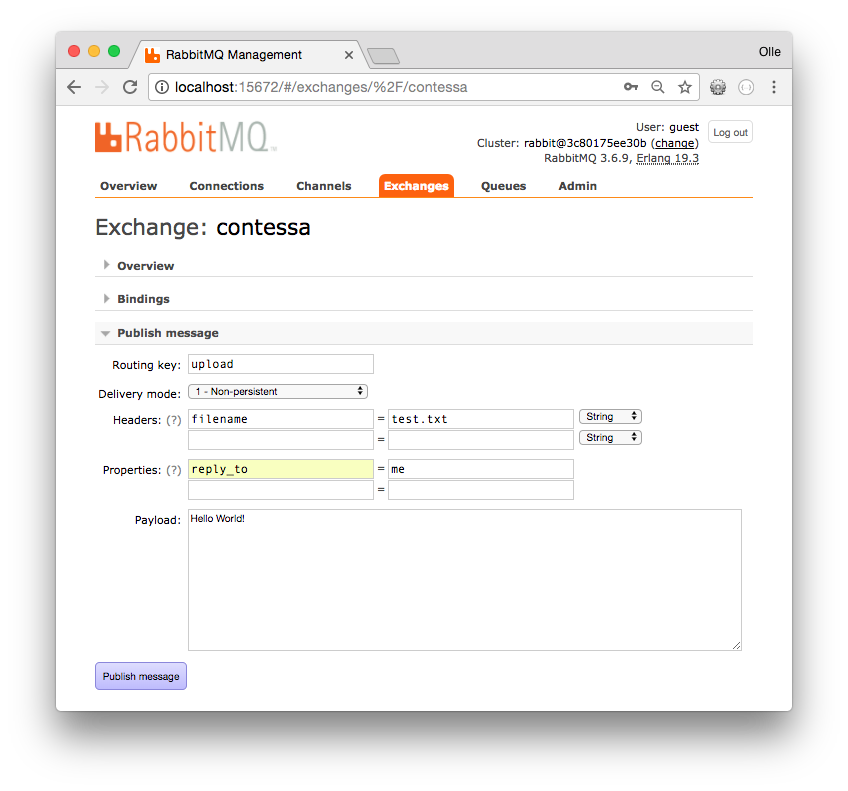 RabbitMQ Management
Olle
localhost:15672/#/exchanges/%2F/contessa
RabbitMQ™
User: guest
Log out
Cluster: rabbit@3c80175ee30b (change)
RabbitMQ 3.6.9, Erlang 19.3
Overview Connections Channels Exchanges Queues Admin
Exchange: contessa
Overview
Bindings
Publish message
Routing key: upload
Delivery mode: 1 - Non-persistent
Headers: (?) filename = test.txt String
= String
Properties: (?) reply_to = me
=
Payload: Hello World!
Publish message